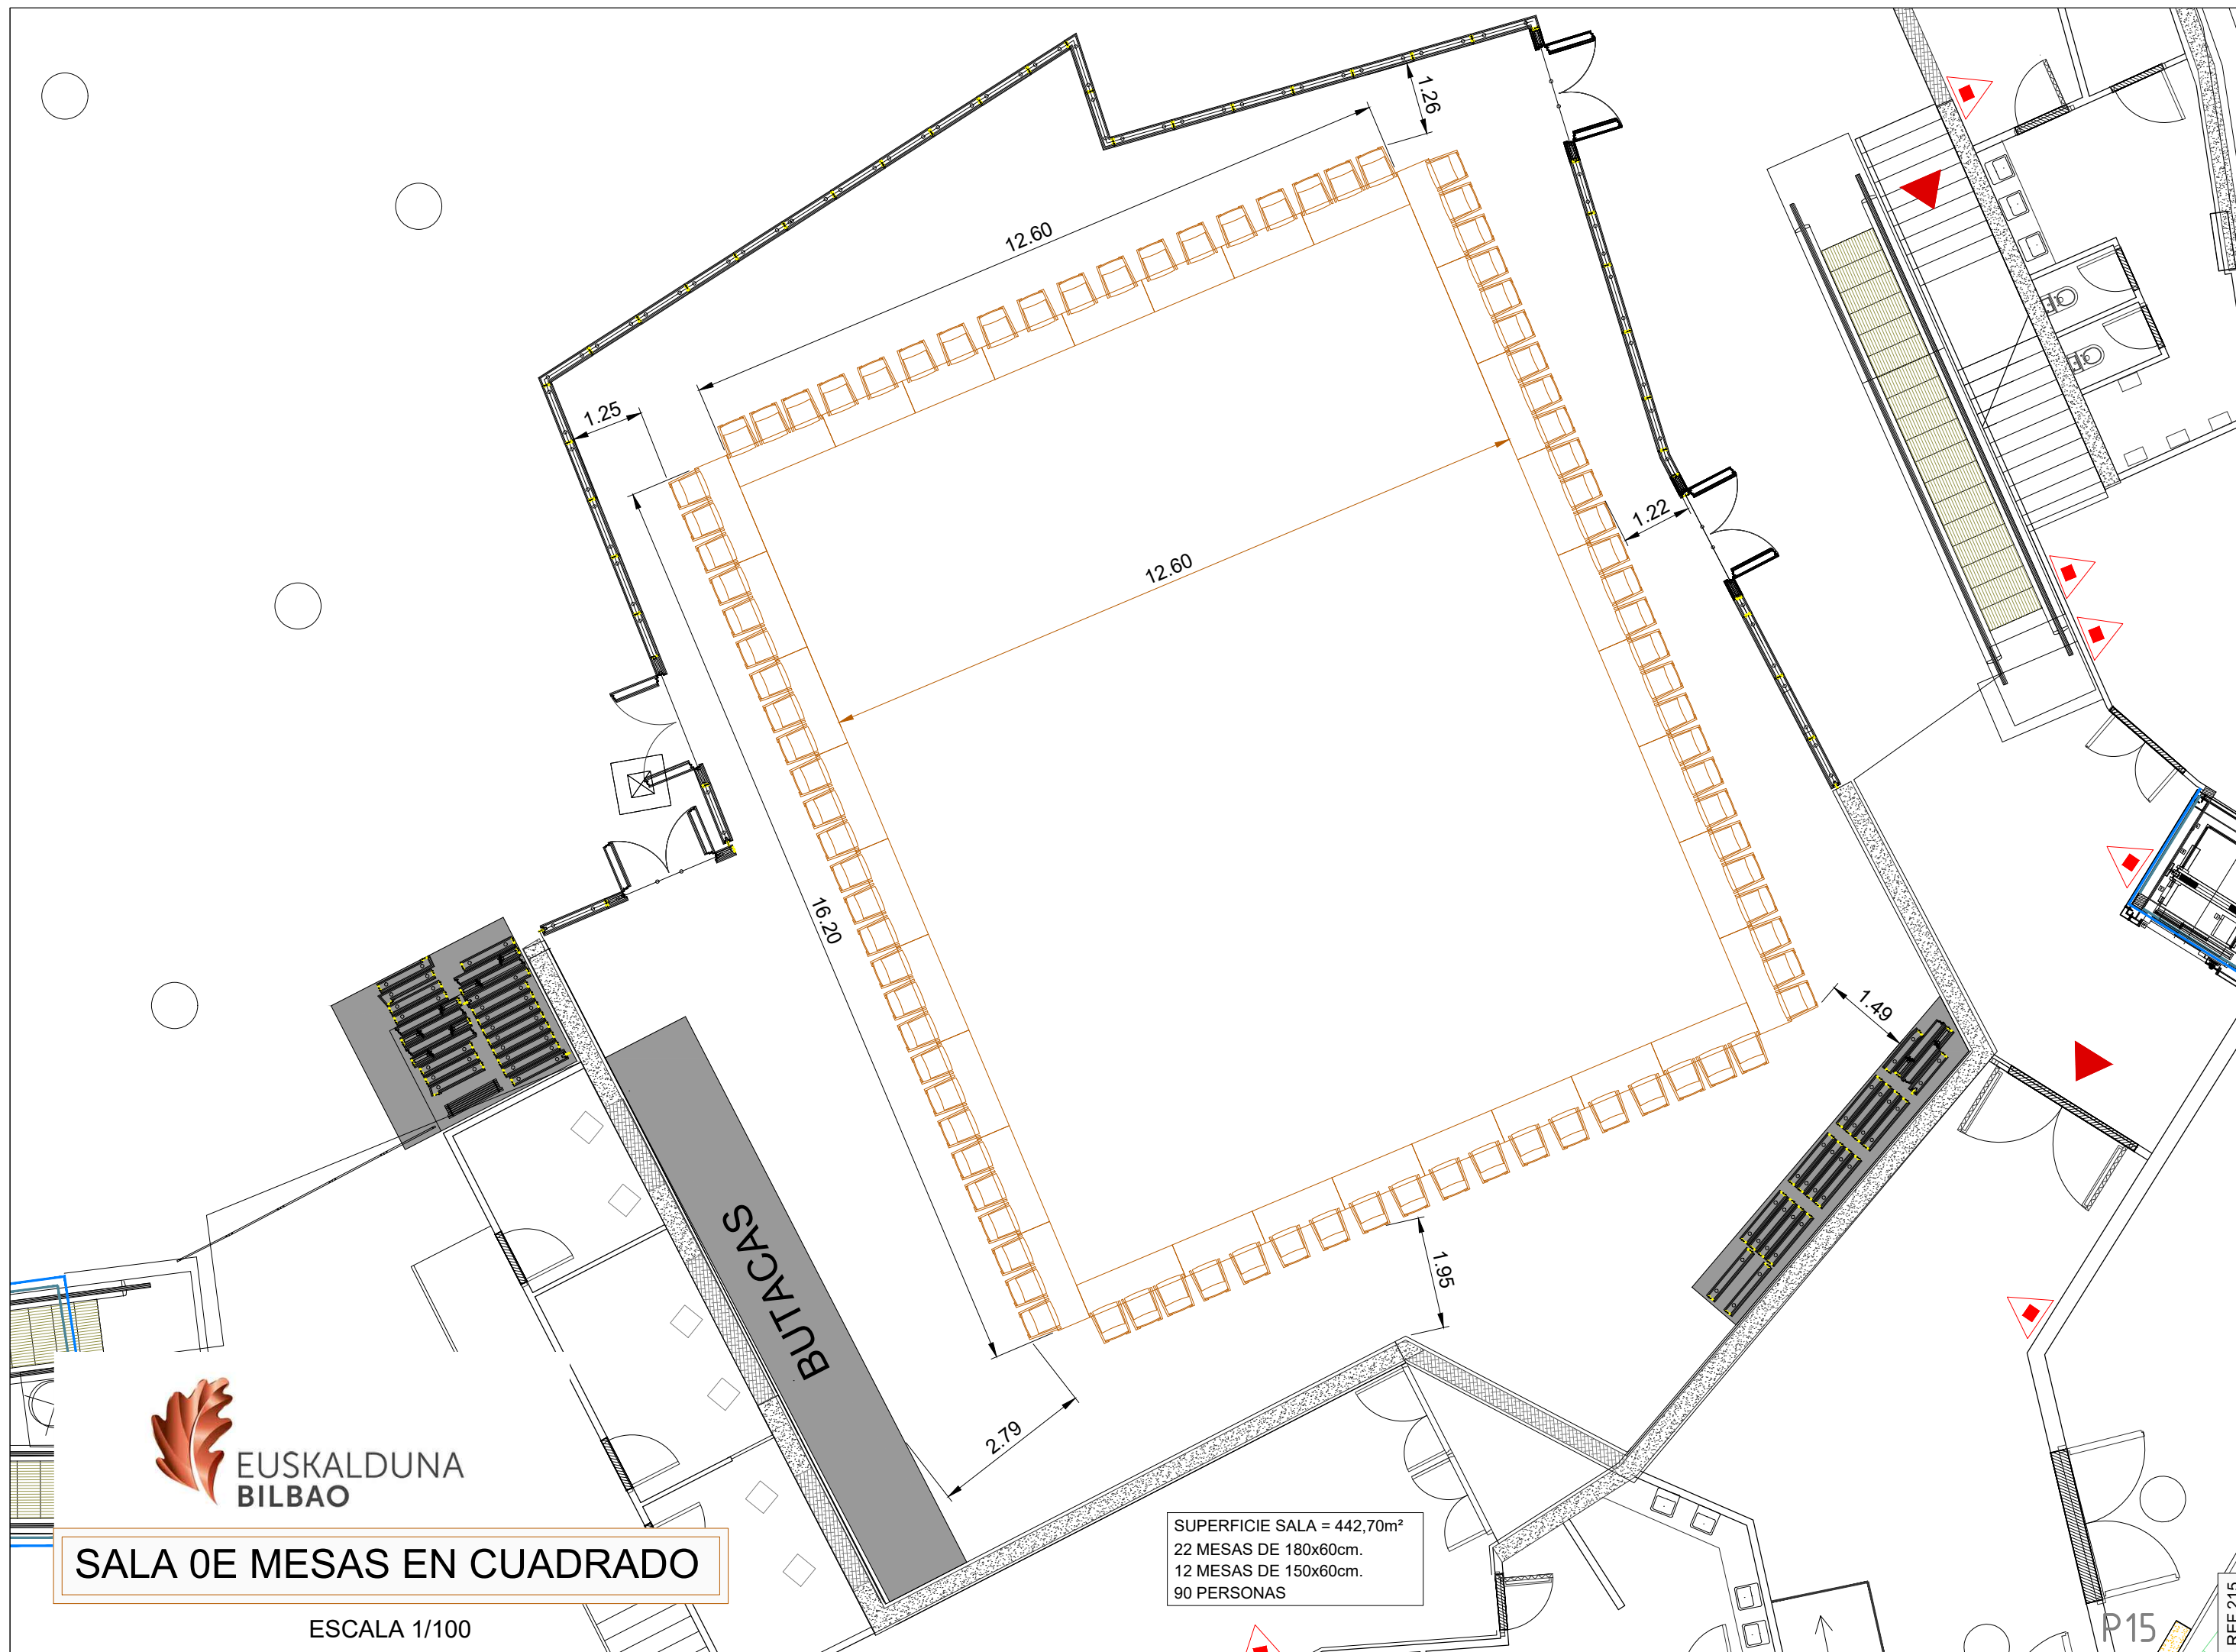 1.26
12.60
1.25
1.22
12.60
16.20
1.49
1.95
BUTACAS
2.79
EUSKALDUNA
BILBAO
SALA 0E MESAS EN CUADRADO
ESCALA 1/100
SUPERFICIE SALA = 442,70m²
22 MESAS DE 180x60cm.
12 MESAS DE 150x60cm.
90 PERSONAS
P15